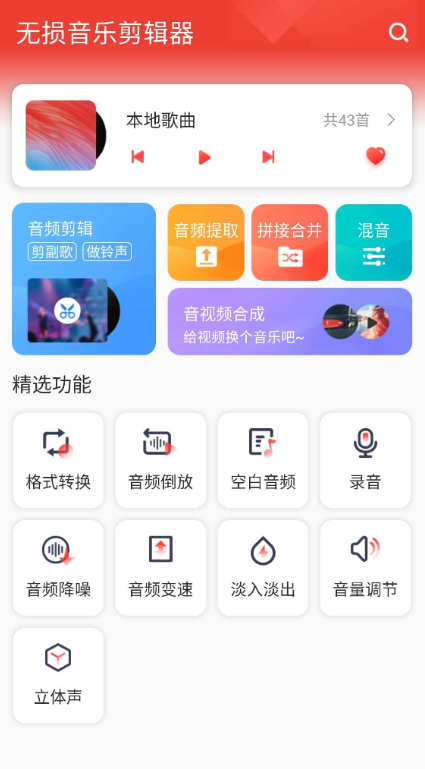 无损音乐剪辑器
本地歌曲 共43首
音频剪辑
剪副歌 做铃声
音频提取 拼接合并 混音
音视频合成
给视频换个音乐吧~
精选功能
格式转换 音频倒放 空白音频 录音
音频降噪 音频变速 淡入淡出 音量调节
立体声